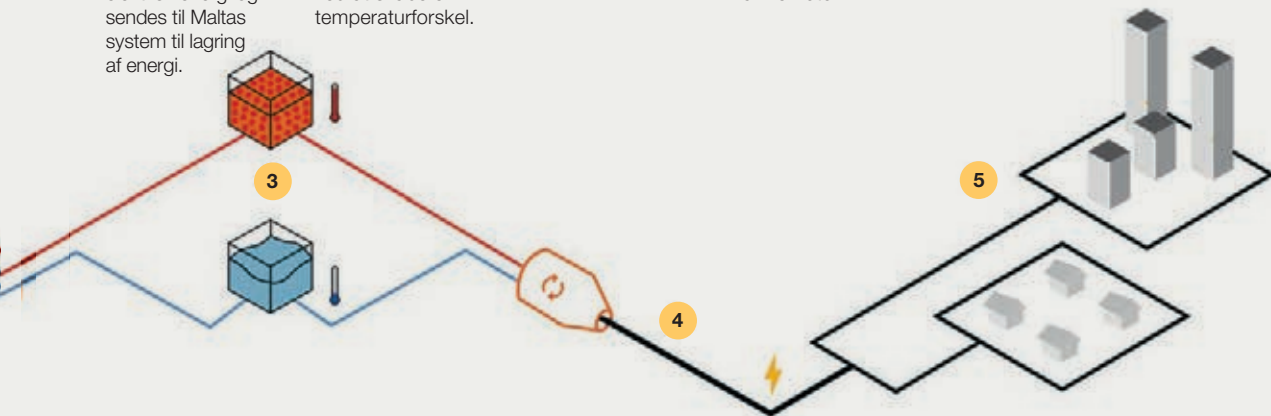 sendes til Maltas
system til lagring
af energi.
temperaturforskel.
3
4
5